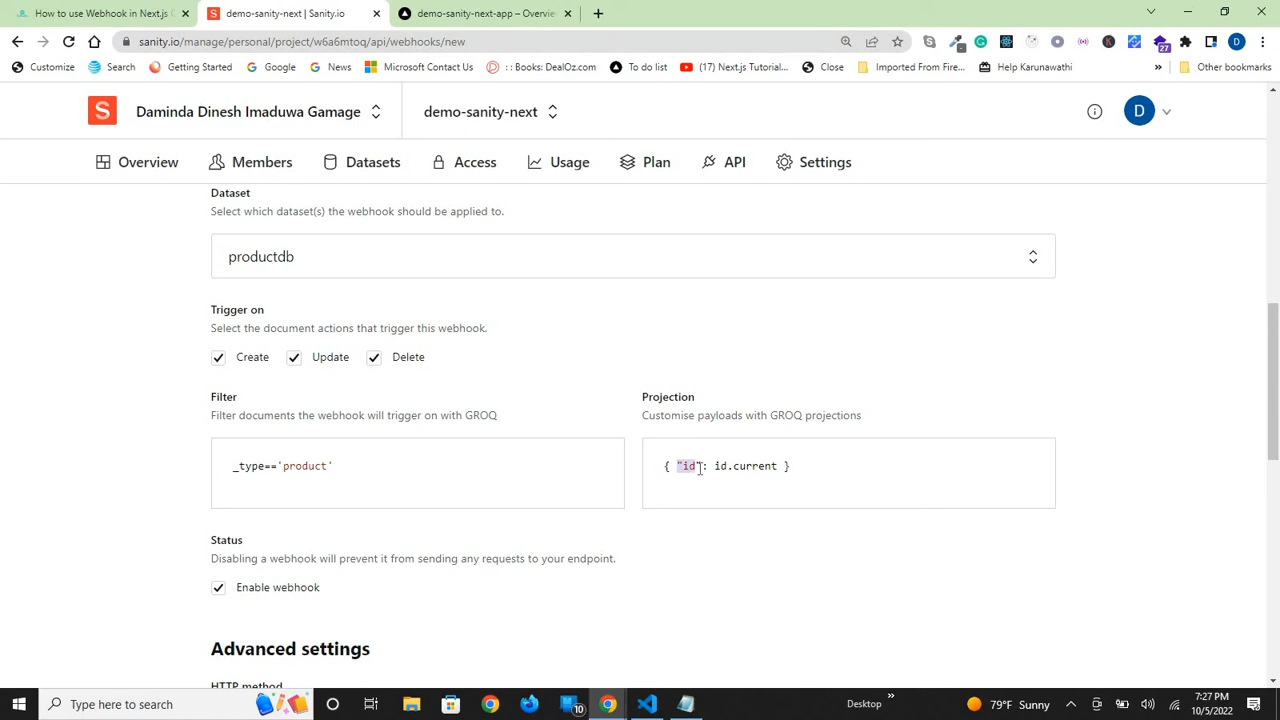 How to use Webhook in Next.js
demo-sanity-next | Sanity.io
demo-sanity-next-app – Overvie
sanity.io/manage/personal/project/w6a6mtoq/api/webhooks/new
27
D
Customize
Search
Getting Started
Google
News
Microsoft Contact Us
: : Books: DealOz.com
To do list
(17) Next.js Tutorial...
Close
Imported From Fire...
Help Karunawathi
»
Other bookmarks
S
Daminda Dinesh Imaduwa Gamage
demo-sanity-next
D
Overview
Members
Datasets
Access
Usage
Plan
API
Settings
Dataset
Select which dataset(s) the webhook should be applied to.
productdb
Trigger on
Select the document actions that trigger this webhook.
Create Update Delete
Filter
Filter documents the webhook will trigger on with GROQ
_type=='product'
Projection
Customise payloads with GROQ projections
{ "id": id.current }
Status
Disabling a webhook will prevent it from sending any requests to your endpoint.
Enable webhook
Advanced settings
HTTP method
Type here to search
10
Desktop
»
79°F Sunny
7:27 PM
10/5/2022